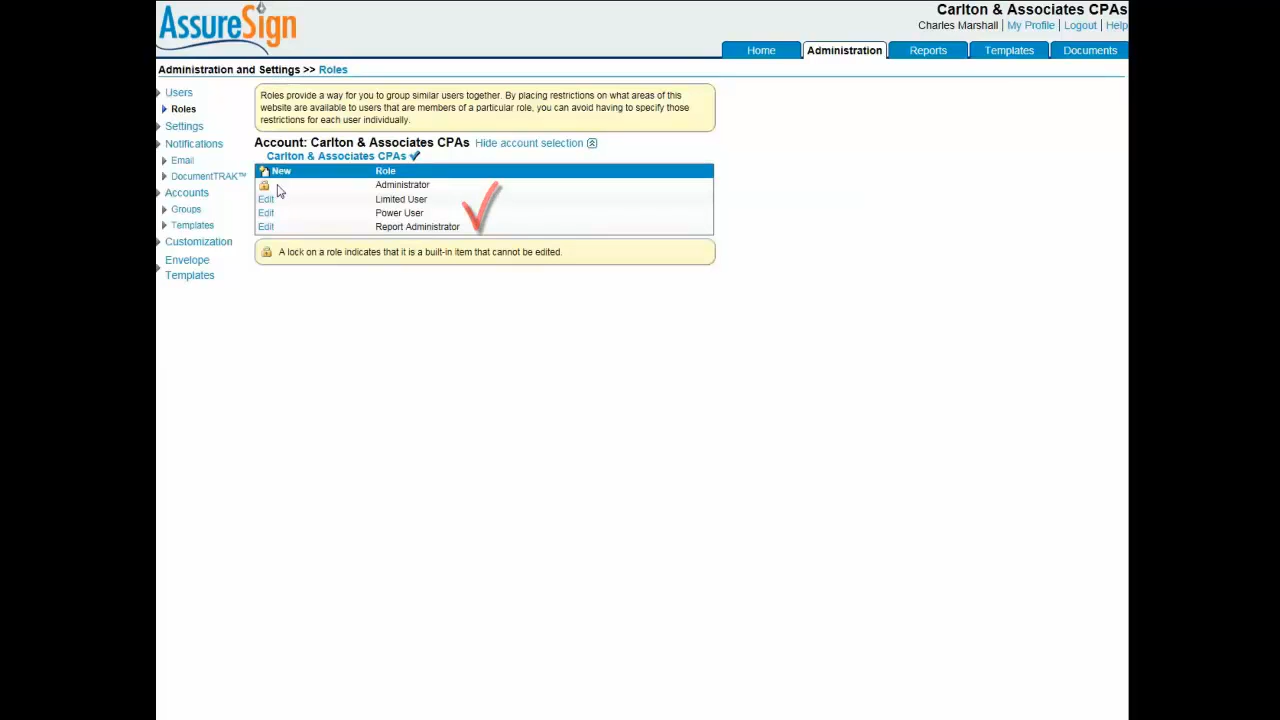 AssureSign
Carlton & Associates CPAs
Charles Marshall | My Profile | Logout | Help
Home Administration Reports Templates Documents
Administration and Settings >> Roles
Users
Roles
Settings
Notifications
Email
DocumentTRAK™
Accounts
Groups
Templates
Customization
Envelope
Templates
Roles provide a way for you to group similar users together. By placing restrictions on what areas of this
website are available to users that are members of a particular role, you can avoid having to specify those
restrictions for each user individually.
Account: Carlton & Associates CPAs Hide account selection
Carlton & Associates CPAs
New Role
Administrator
Edit Limited User
Edit Power User
Edit Report Administrator
A lock on a role indicates that it is a built-in item that cannot be edited.